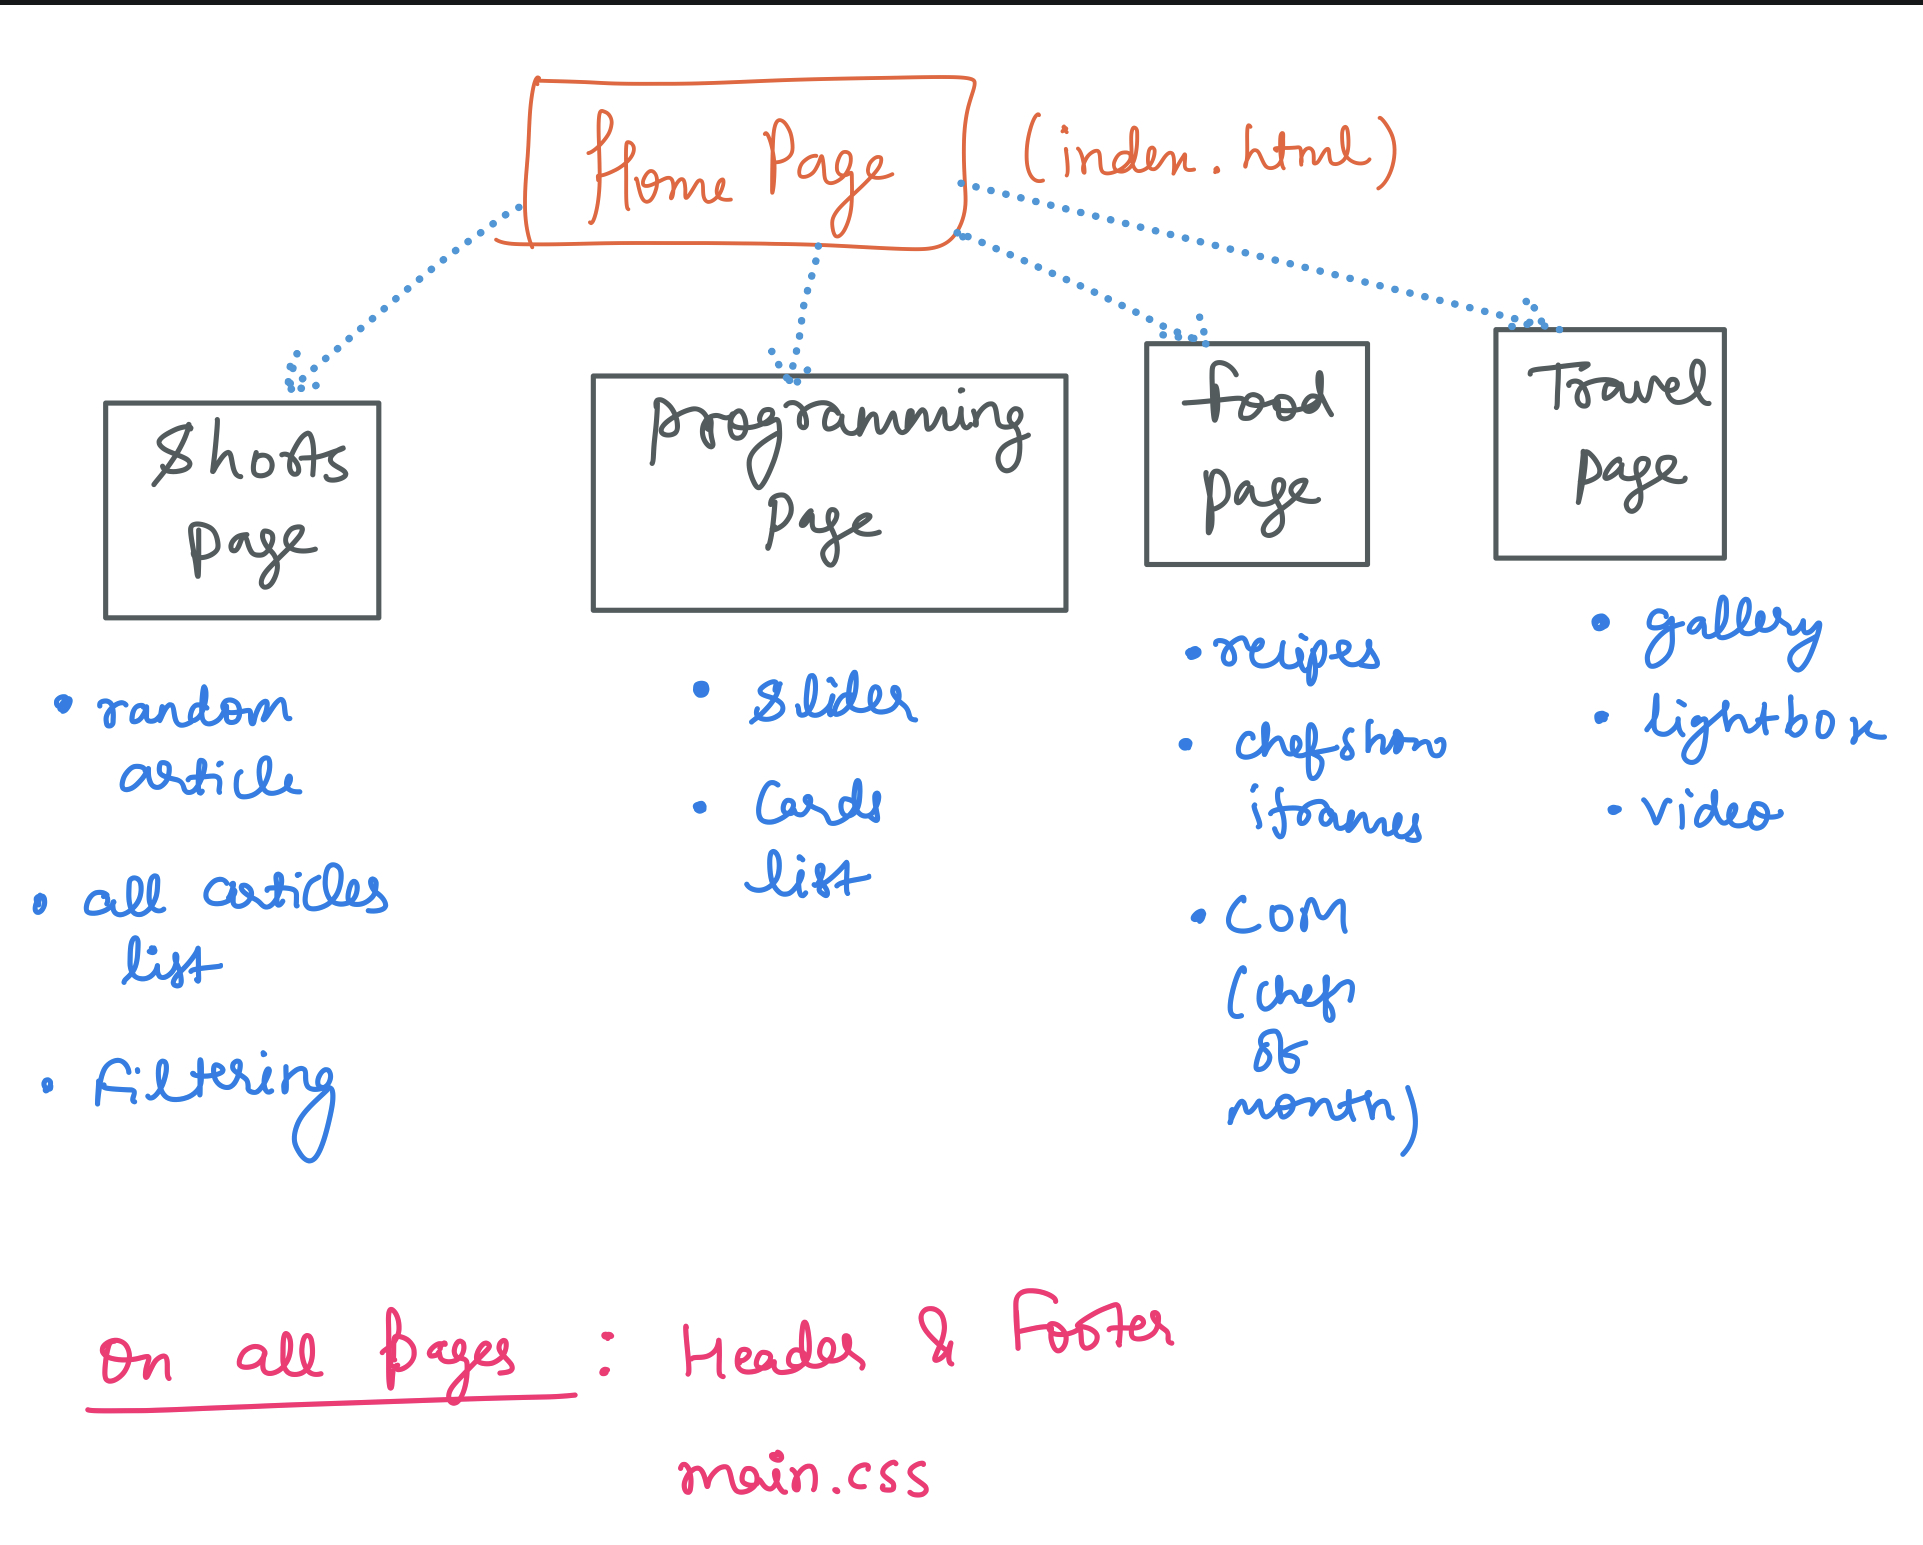 Home Page (index.html)
Shorts
Page
programming
Page
food
page
Travel
page
• random
article
• all articles
list
• Filtering
• Slider
• Cards
list
• recipes
• chefshow
iframes
• COM
(chef
of
month)
• gallery
• lightbox
• video
On all pages : Header & Footer
main.css